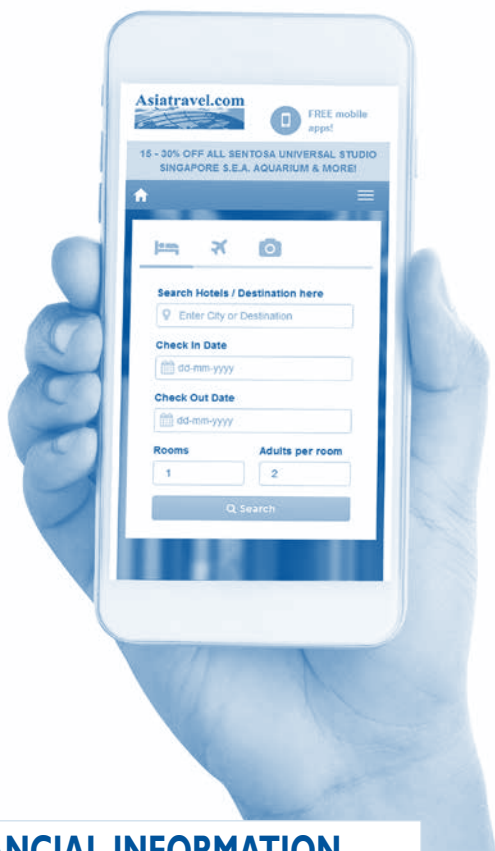 Asiatravel.com
FREE mobile
apps!
15 - 30% OFF ALL SENTOSA UNIVERSAL STUDIO
SINGAPORE S.E.A. AQUARIUM & MORE!
Search Hotels / Destination here
Enter City or Destination
Check In Date
dd-mm-yyyy
Check Out Date
dd-mm-yyyy
Rooms Adults per room
1 2
Search
ANCIAL INFORMATION